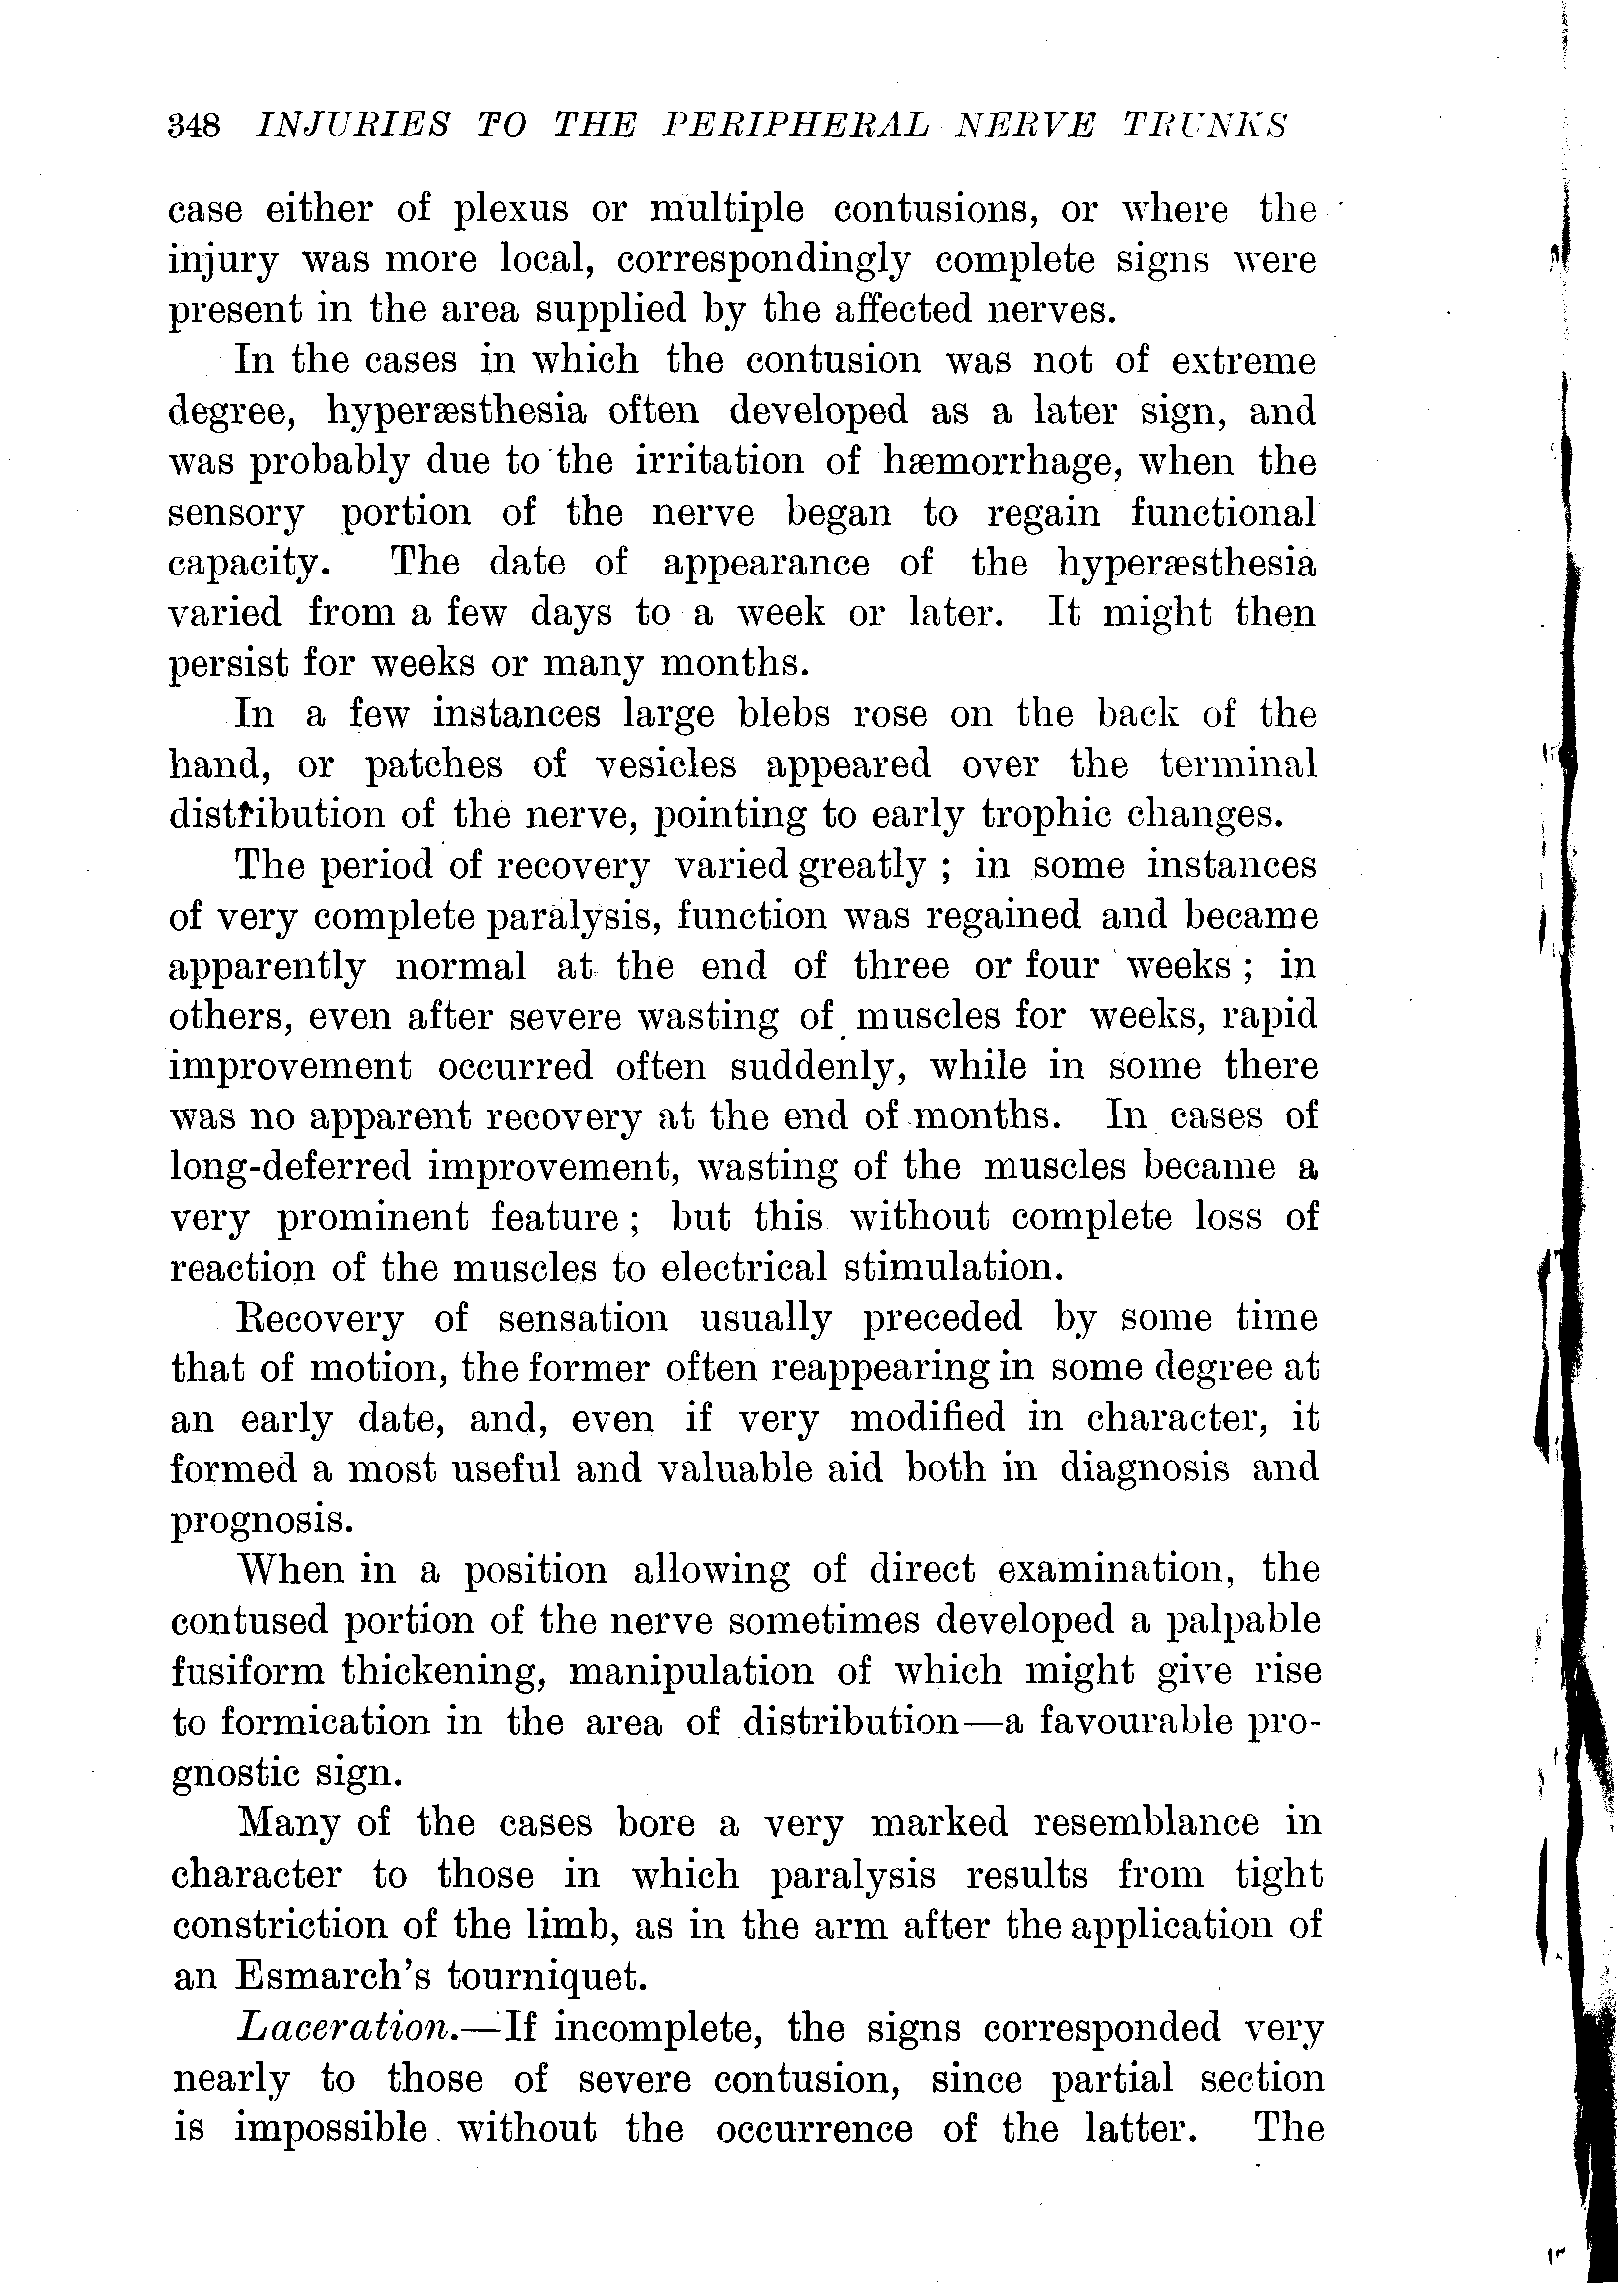 348 INJURIES TO THE PERIPHERAL NERVE TRUNKS
case either of plexus or multiple contusions, or where the
injury was more local, correspondingly complete signs were
present in the area supplied by the affected nerves.
In the cases in which the contusion was not of extreme
degree, hyperæsthesia often developed as a later sign, and
was probably due to the irritation of hæmorrhage, when the
sensory portion of the nerve began to regain functional
capacity. The date of appearance of the hyperæsthesia
varied from a few days to a week or later. It might then
persist for weeks or many months.
In a few instances large blebs rose on the back of the
hand, or patches of vesicles appeared over the terminal
distribution of the nerve, pointing to early trophic changes.
The period of recovery varied greatly ; in some instances
of very complete paralysis, function was regained and became
apparently normal at the end of three or four weeks ; in
others, even after severe wasting of muscles for weeks, rapid
improvement occurred often suddenly, while in some there
was no apparent recovery at the end of months. In cases of
long-deferred improvement, wasting of the muscles became a
very prominent feature ; but this without complete loss of
reaction of the muscles to electrical stimulation.
Recovery of sensation usually preceded by some time
that of motion, the former often reappearing in some degree at
an early date, and, even if very modified in character, it
formed a most useful and valuable aid both in diagnosis and
prognosis.
When in a position allowing of direct examination, the
contused portion of the nerve sometimes developed a palpable
fusiform thickening, manipulation of which might give rise
to formication in the area of distribution—a favourable pro-
gnostic sign.
Many of the cases bore a very marked resemblance in
character to those in which paralysis results from tight
constriction of the limb, as in the arm after the application of
an Esmarch's tourniquet.
Laceration.—If incomplete, the signs corresponded very
nearly to those of severe contusion, since partial section
is impossible without the occurrence of the latter. The